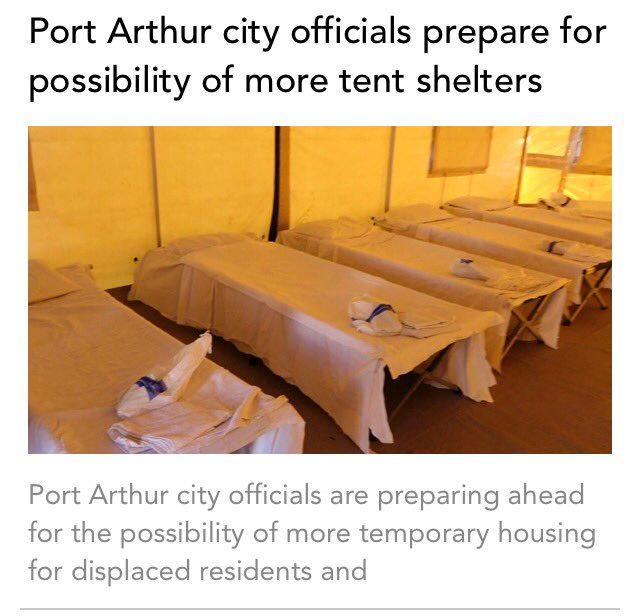 Port Arthur city officials prepare for
possibility of more tent shelters
Port Arthur city officials are preparing ahead
for the possibility of more temporary housing
for displaced residents and